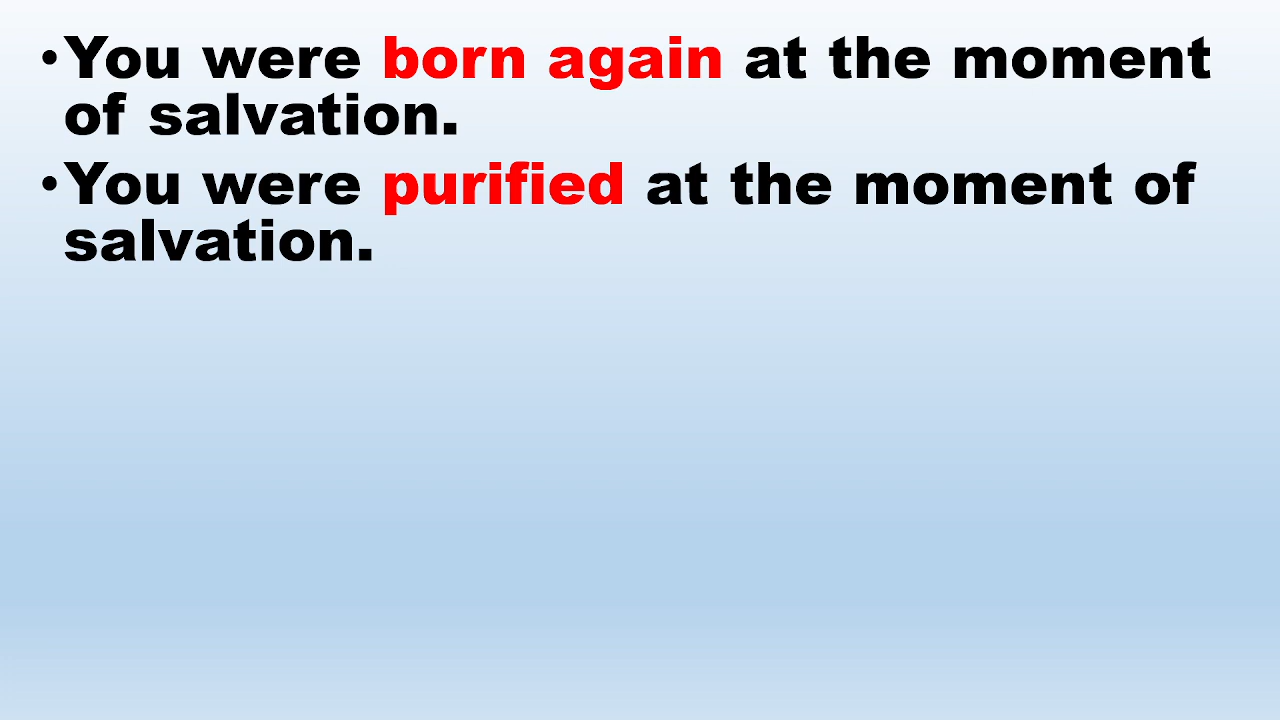 •You were born again at the moment
of salvation.
•You were purified at the moment of
salvation.